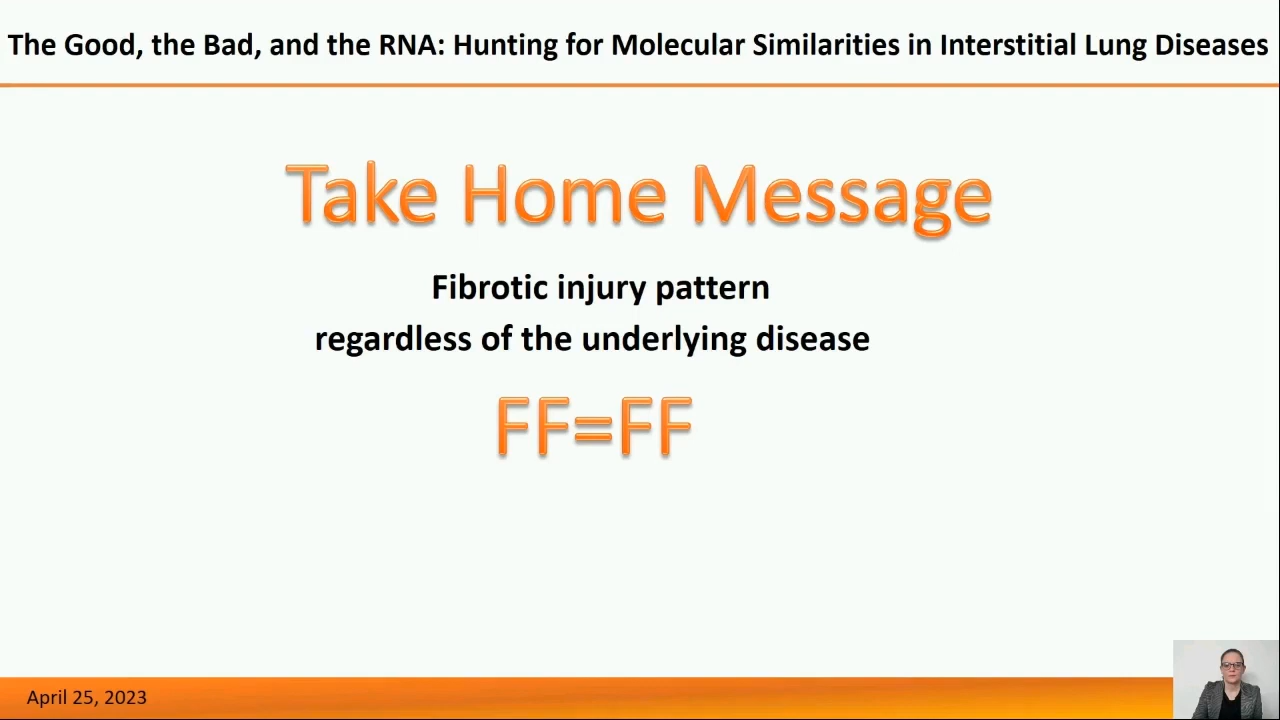 The Good, the Bad, and the RNA: Hunting for Molecular Similarities in Interstitial Lung Diseases
Take Home Message
Fibrotic injury pattern
regardless of the underlying disease
FF=FF
April 25, 2023